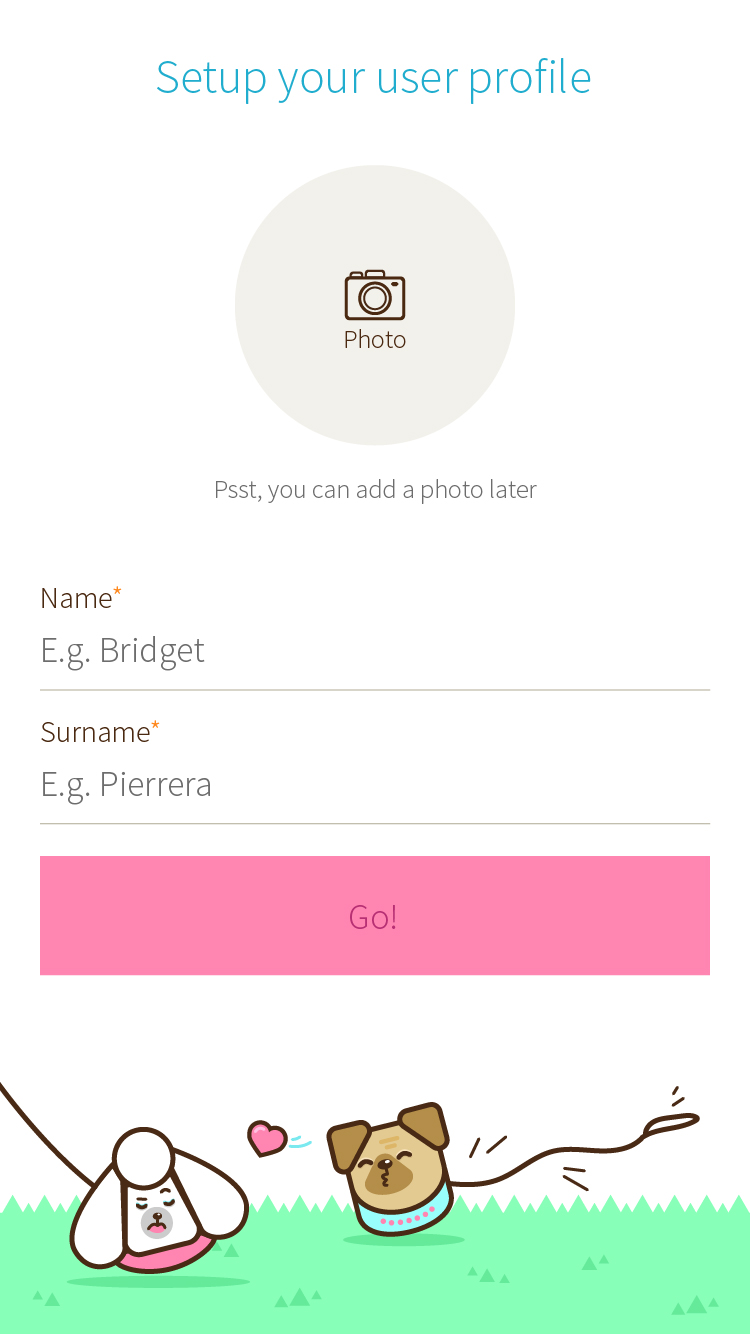 Setup your user profile
Photo
Psst, you can add a photo later
Name*
E.g. Bridget
Surname*
E.g. Pierrera
Go!